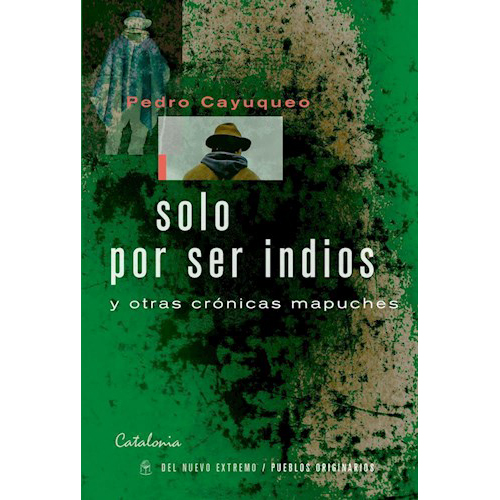 Pedro Cayuqueo
solo
por ser indios
y otras crónicas mapuches
Catalonia
DEL NUEVO EXTREMO / PUEBLOS ORIGINARIOS